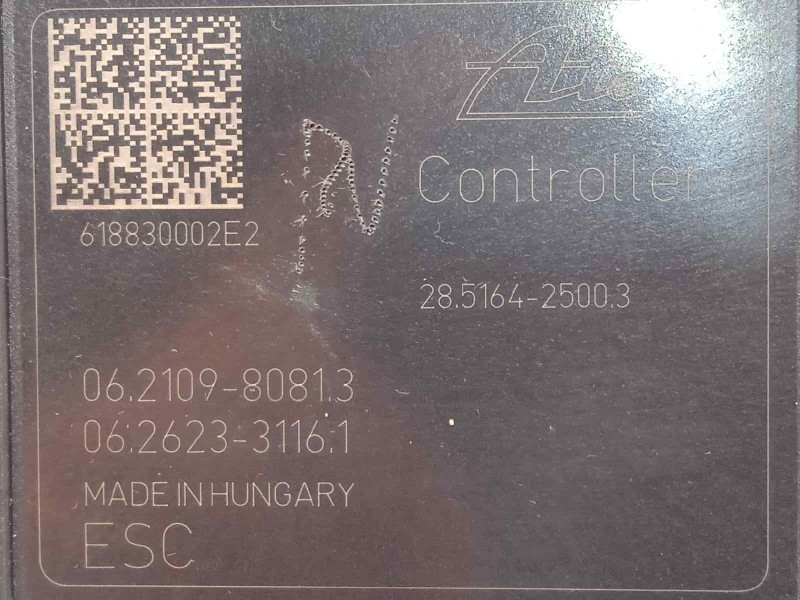 Ate
Controller
618830002E2
28.5164-2500.3
06.2109-8081.3
06.2623-3116.1
MADE IN HUNGARY
ESC